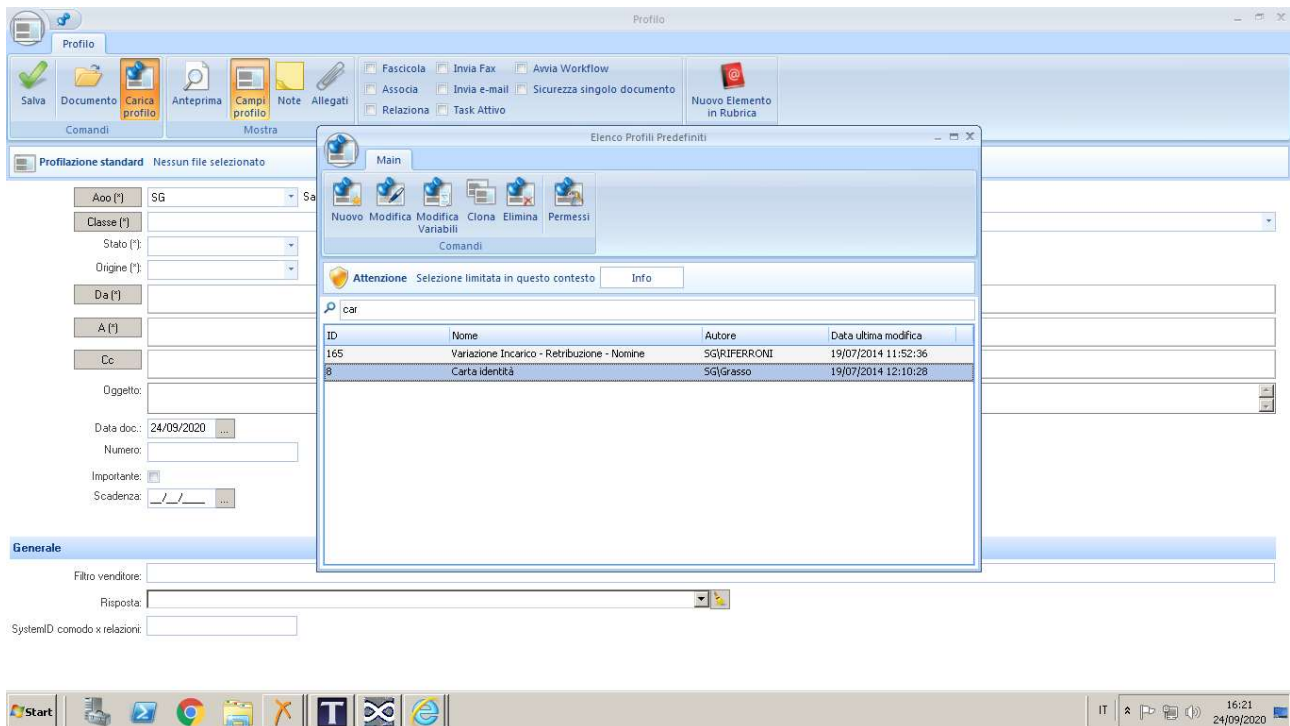 Profilo
Profilo
Salva
Documento
Carica profilo
Anteprima
Campi profilo
Note
Allegati
Fascicola
Invia Fax
Avvia Workflow
Associa
Invia e-mail
Sicurezza singolo documento
Relaziona
Task Attivo
Nuovo Elemento in Rubrica
Comandi
Mostra
Profilazione standard Nessun file selezionato
Aoo (*)
SG
Sa
Classe (*)
Stato (*):
Origine (*):
Da (*)
A (*)
Cc
Oggetto:
Data doc.: 24/09/2020 ...
Numero:
Importante:
Scadenza: __/__/____ ...
Elenco Profili Predefiniti
Main
Nuovo
Modifica
Modifica Variabili
Clona
Elimina
Permessi
Comandi
Attenzione Selezione limitata in questo contesto
Info
car
ID Nome Autore Data ultima modifica
165 Variazione Incarico - Retribuzione - Nomine SG\RIFERRONI 19/07/2014 11:52:36
8 Carta identità SG\Grasso 19/07/2014 12:10:28
Generale
Filtro venditore:
Risposta:
SystemID comodo x relazioni:
Start
T
IT
16:21
24/09/2020